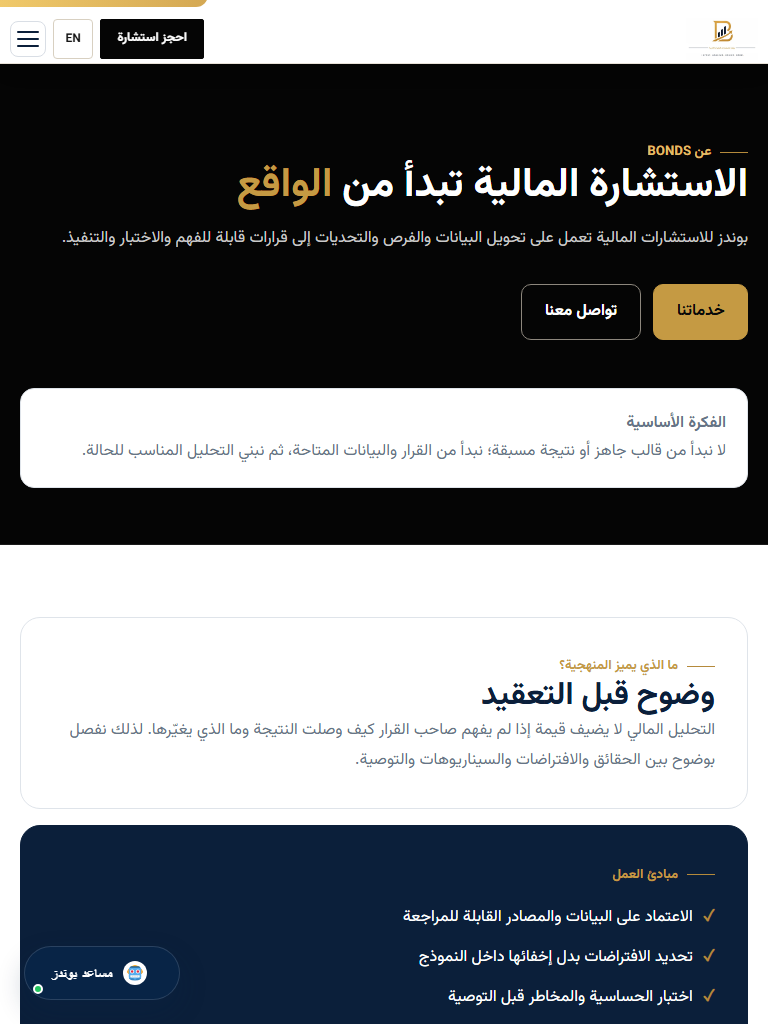 احجز استشارة
EN
عن BONDS
الاستشارة المالية تبدأ من الواقع
بوندز للاستشارات المالية تعمل على تحويل البيانات والفرص والتحديات إلى قرارات قابلة للفهم والاختبار والتنفيذ.
خدماتنا
تواصل معنا
الفكرة الأساسية
لا نبدأ من قالب جاهز أو نتيجة مسبقة؛ نبدأ من القرار والبيانات المتاحة، ثم نبني التحليل المناسب للحالة.
ما الذي يميز المنهجية؟
وضوح قبل التعقيد
التحليل المالي لا يضيف قيمة إذا لم يفهم صاحب القرار كيف وصلت النتيجة وما الذي يغيّرها. لذلك نفصل
بوضوح بين الحقائق والافتراضات والسيناريوهات والتوصية.
مبادئ العمل
الاعتماد على البيانات والمصادر القابلة للمراجعة
تحديد الافتراضات بدل إخفائها داخل النموذج
اختبار الحساسية والمخاطر قبل التوصية
مساعد بوندز